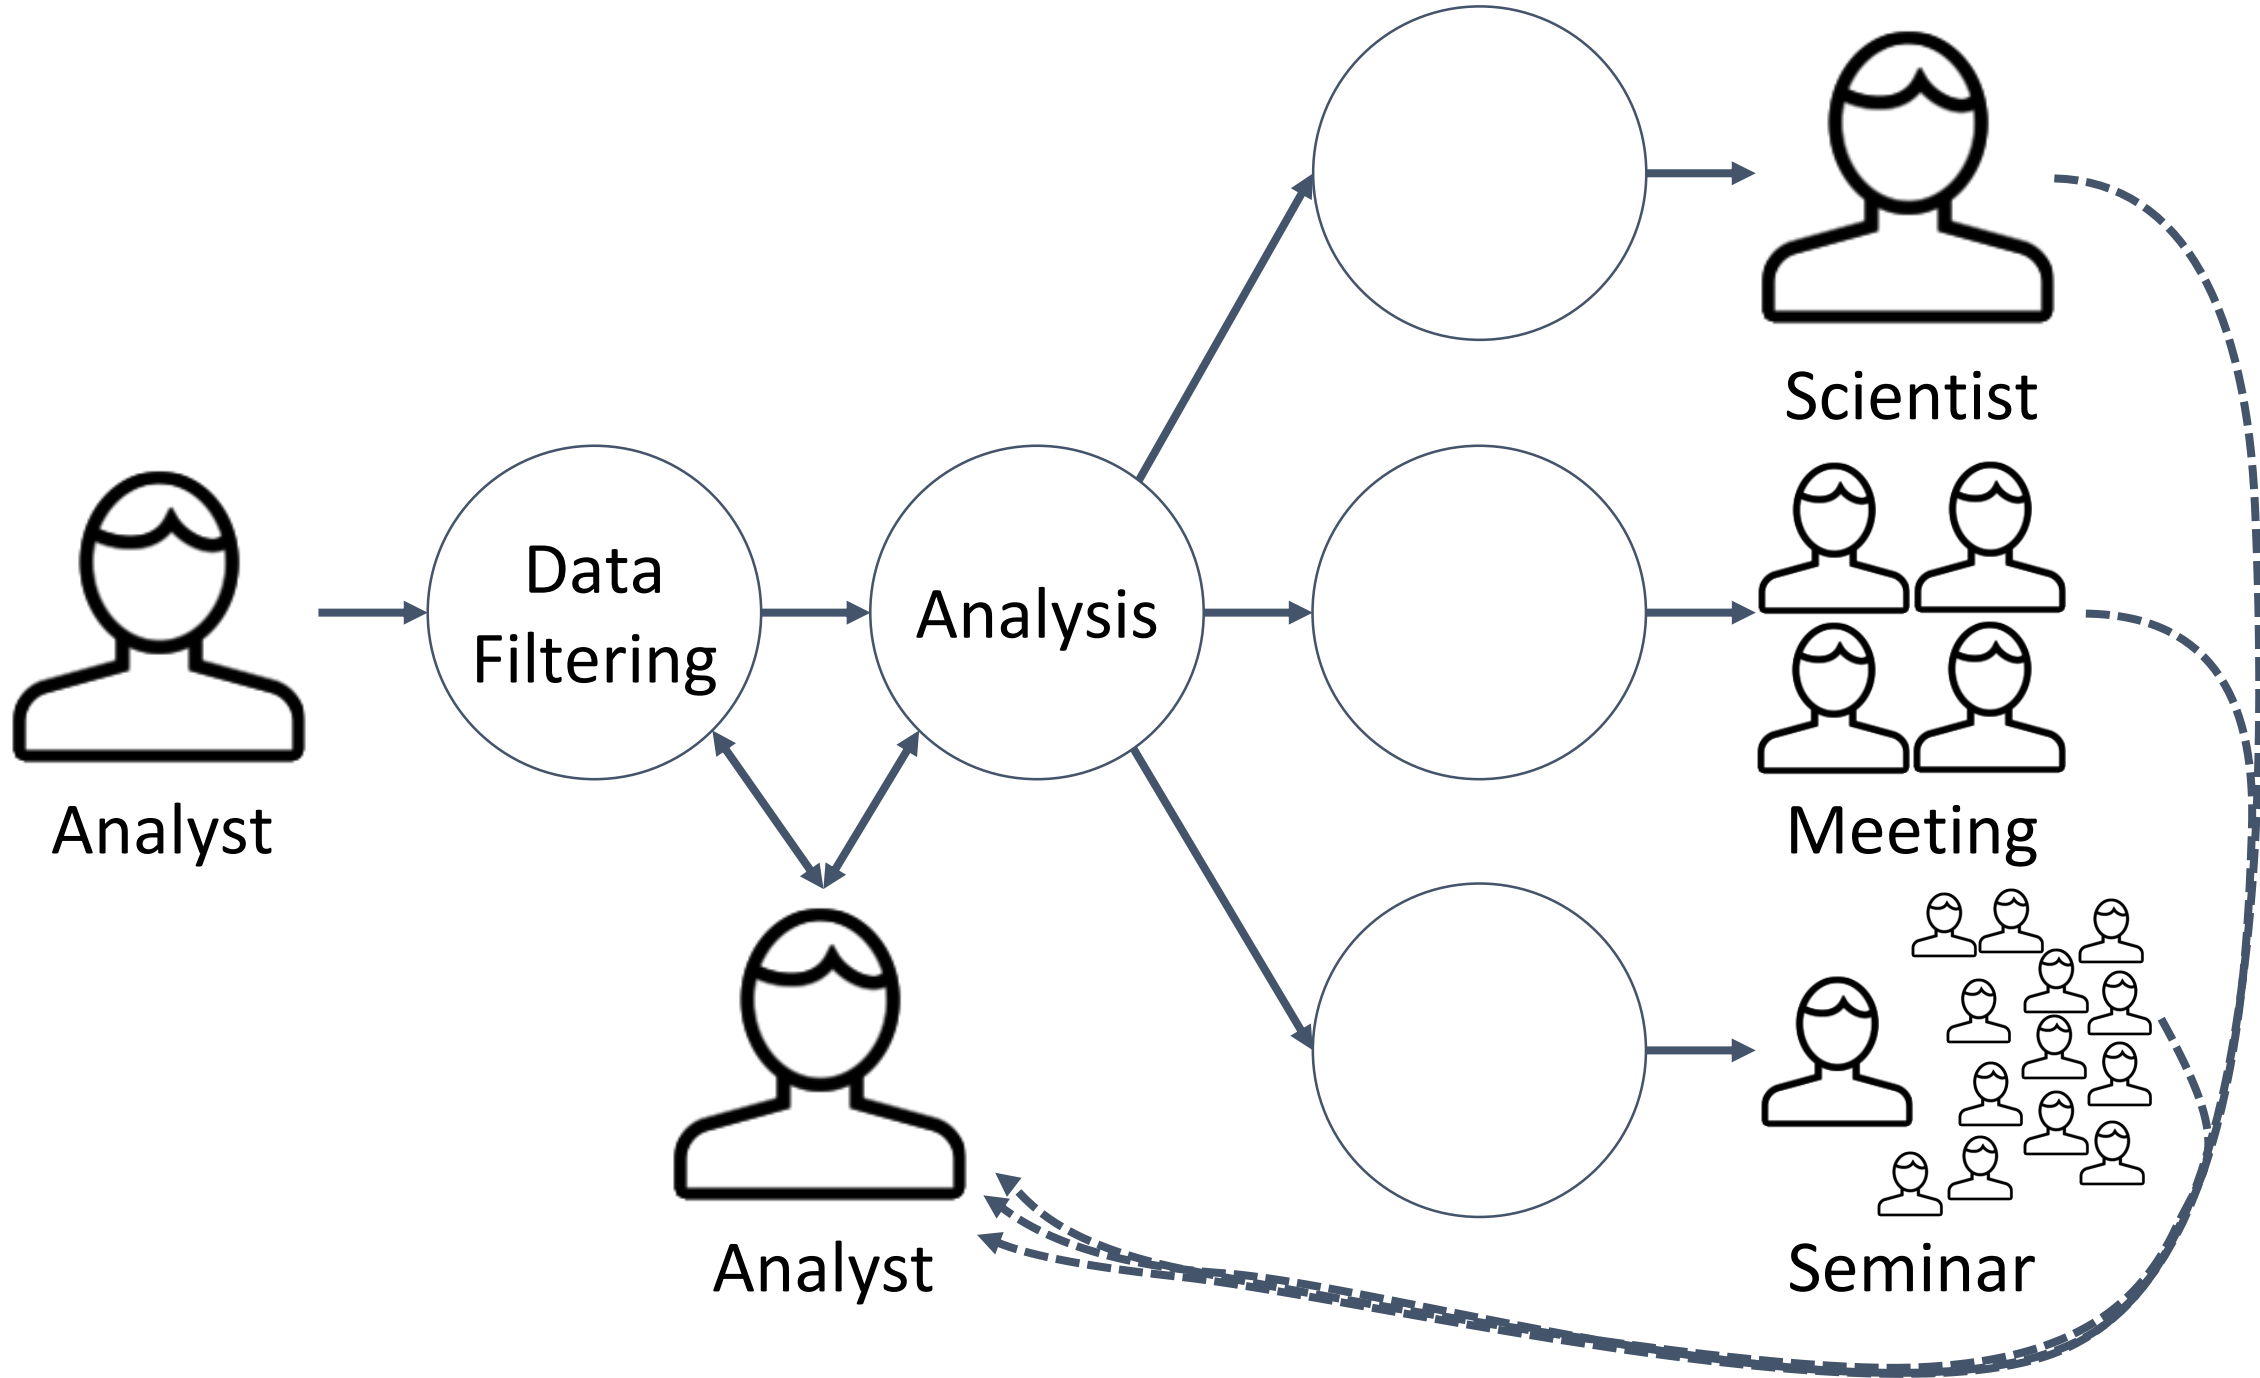 Scientist
Data
Filtering
Analysis
Analyst
Meeting
Analyst
Seminar